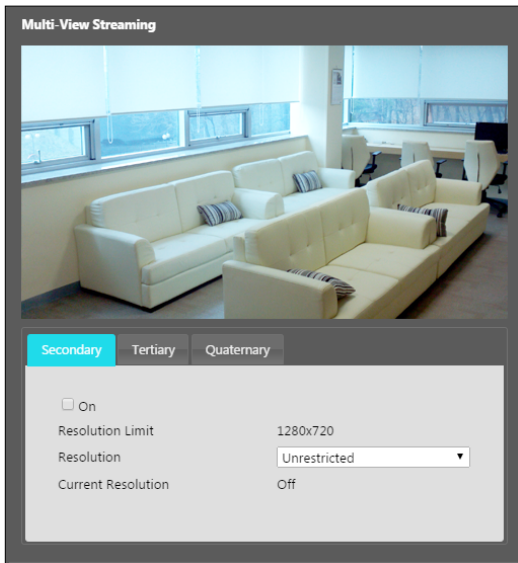 Multi-View Streaming
Secondary Tertiary Quaternary
On
Resolution Limit 1280x720
Resolution Unrestricted
Current Resolution Off